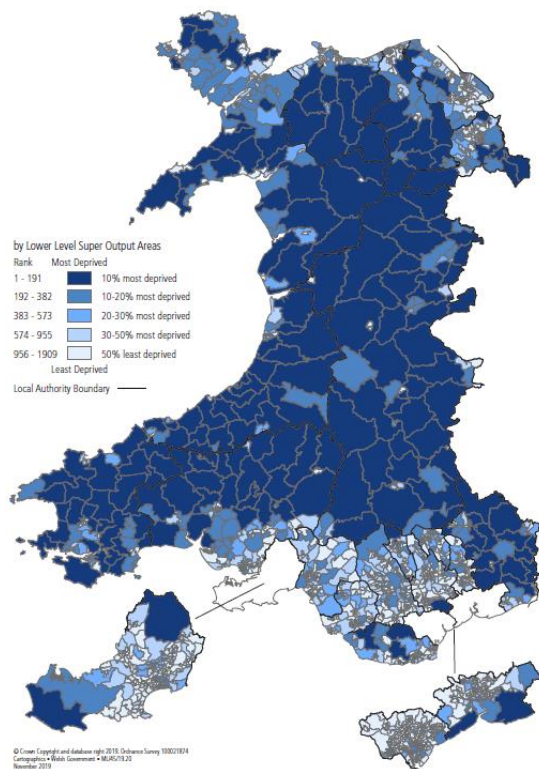 by Lower Level Super Output Areas
Rank Most Deprived
1 - 191 10% most deprived
192 - 382 10-20% most deprived
383 - 573 20-30% most deprived
574 - 955 30-50% most deprived
956 - 1909 50% least deprived
Least Deprived
Local Authority Boundary
© Crown Copyright and database right 2019. Ordnance Survey 100021874
Cartographics • Welsh Government • ML/45/19.20
November 2019